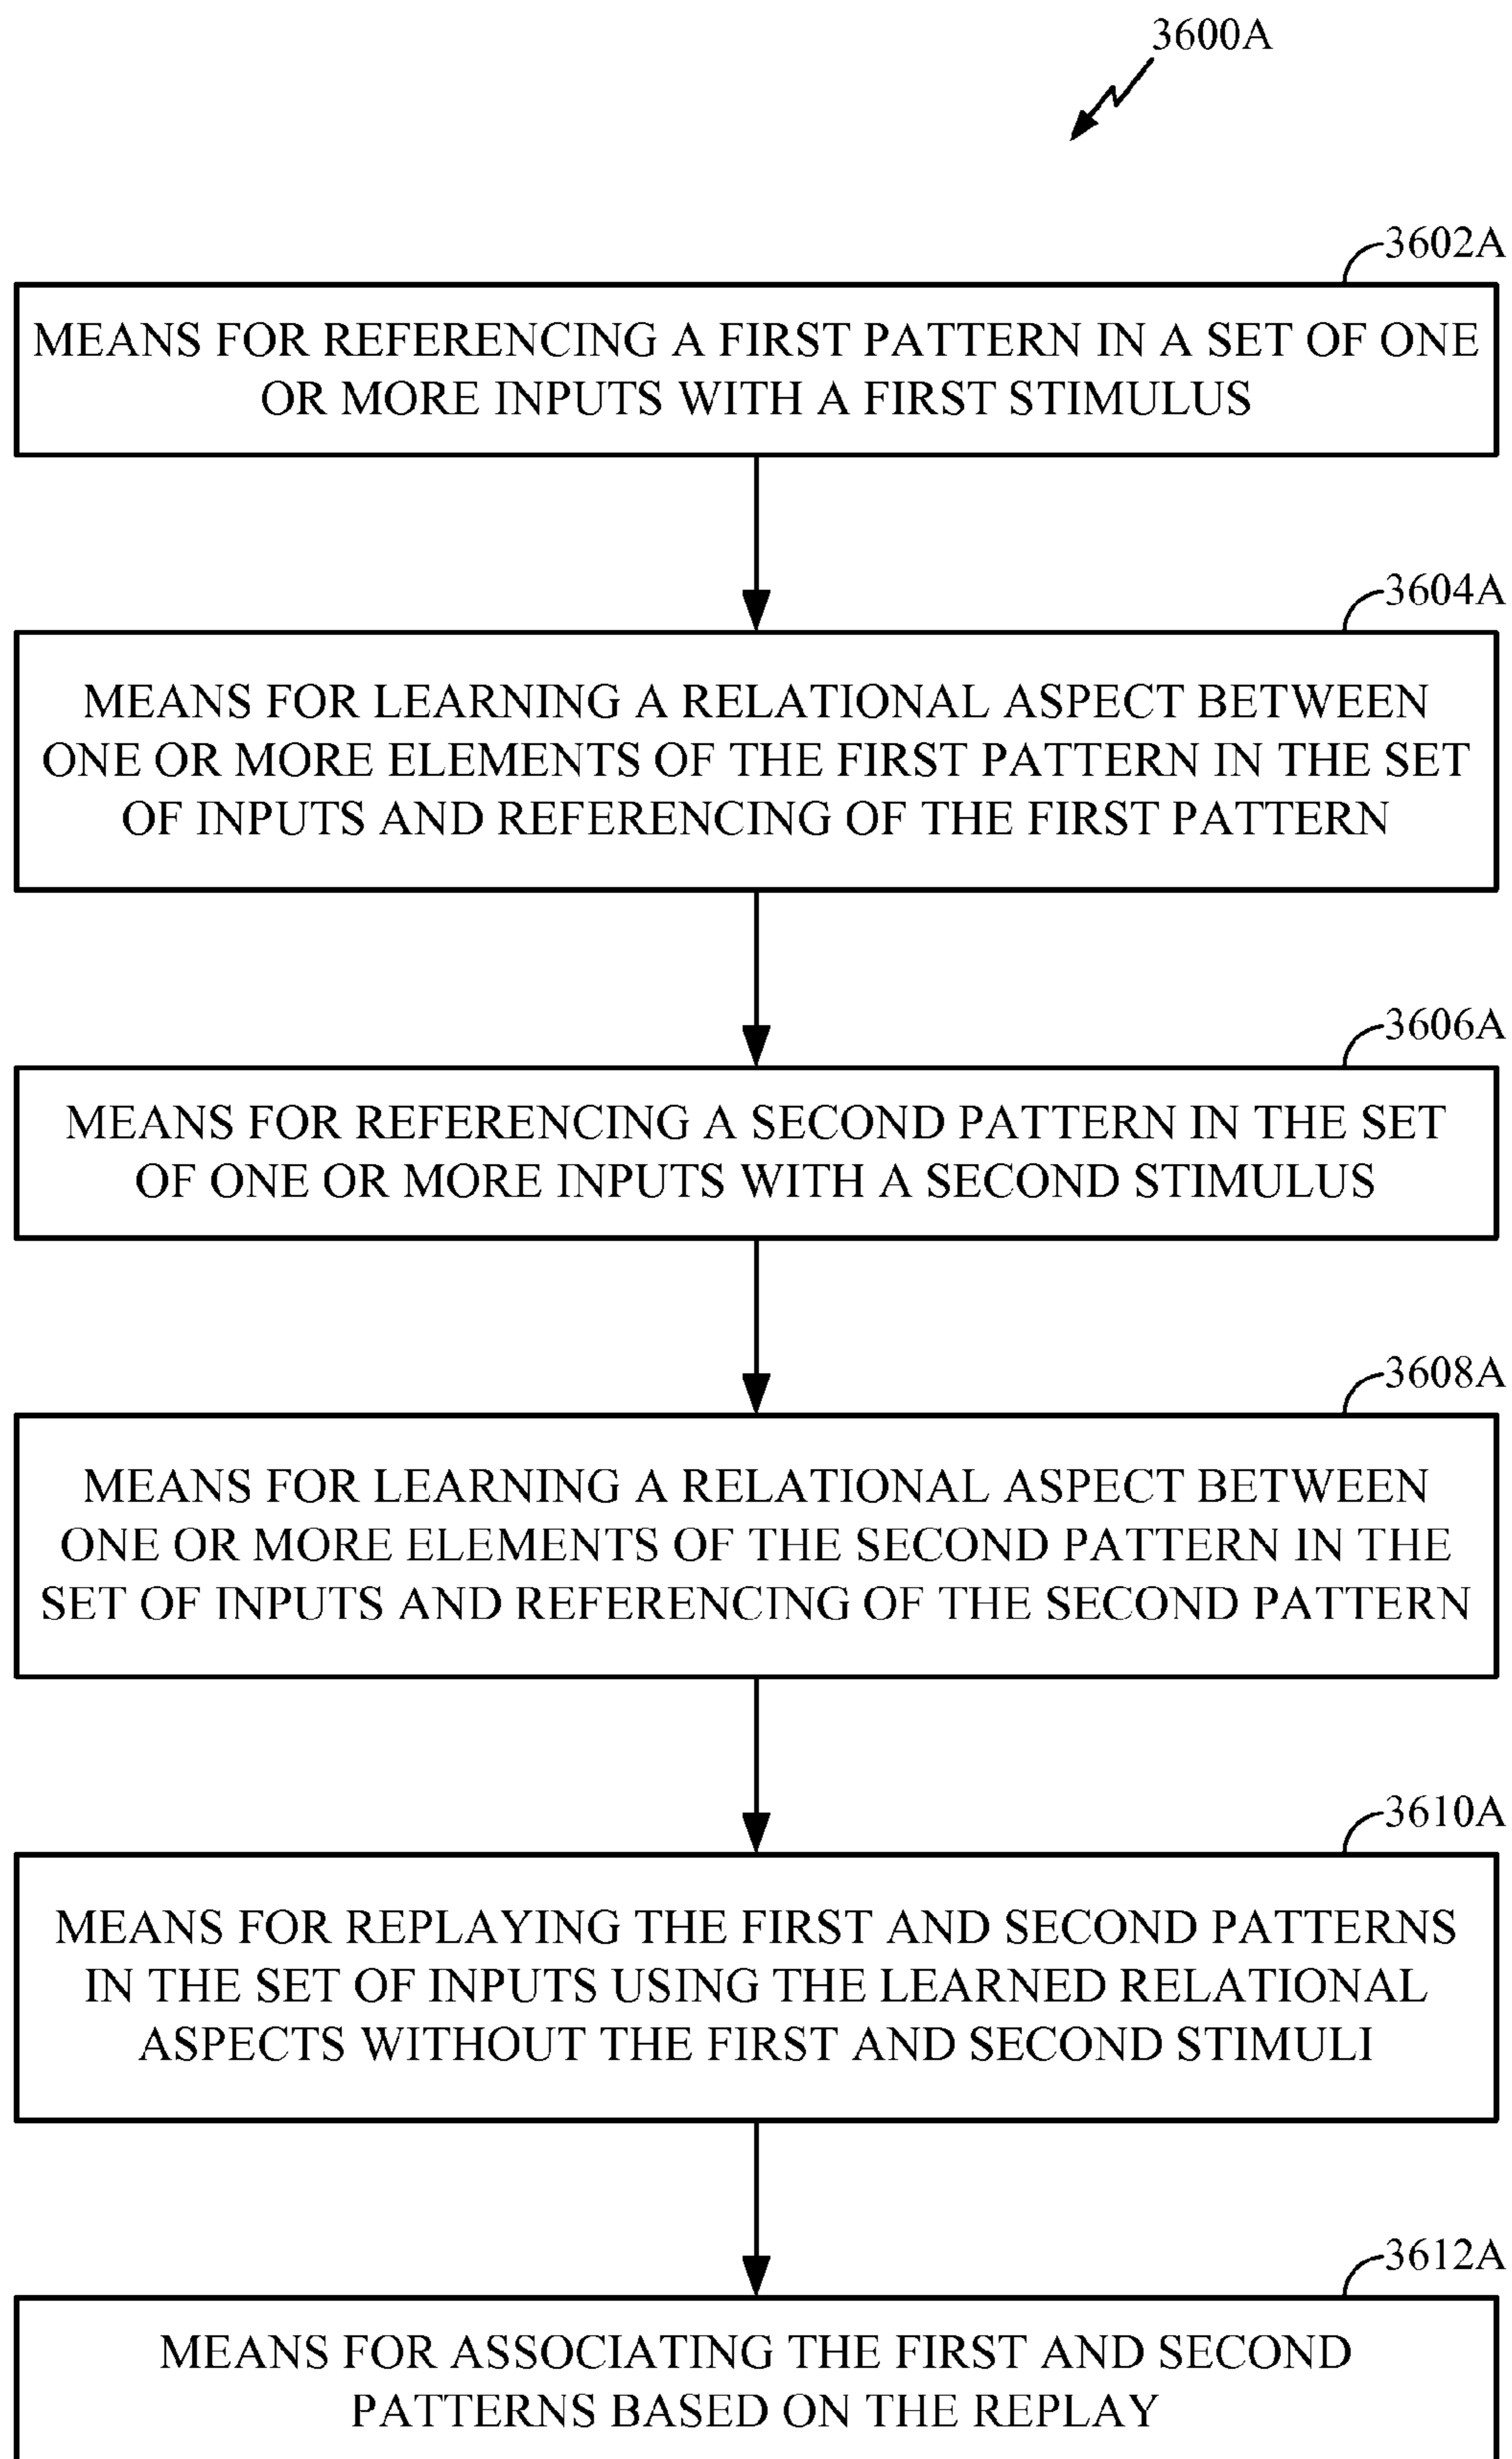 3600A
3602A
MEANS FOR REFERENCING A FIRST PATTERN IN A SET OF ONE
OR MORE INPUTS WITH A FIRST STIMULUS
3604A
MEANS FOR LEARNING A RELATIONAL ASPECT BETWEEN
ONE OR MORE ELEMENTS OF THE FIRST PATTERN IN THE SET
OF INPUTS AND REFERENCING OF THE FIRST PATTERN
3606A
MEANS FOR REFERENCING A SECOND PATTERN IN THE SET
OF ONE OR MORE INPUTS WITH A SECOND STIMULUS
3608A
MEANS FOR LEARNING A RELATIONAL ASPECT BETWEEN
ONE OR MORE ELEMENTS OF THE SECOND PATTERN IN THE
SET OF INPUTS AND REFERENCING OF THE SECOND PATTERN
3610A
MEANS FOR REPLAYING THE FIRST AND SECOND PATTERNS
IN THE SET OF INPUTS USING THE LEARNED RELATIONAL
ASPECTS WITHOUT THE FIRST AND SECOND STIMULI
3612A
MEANS FOR ASSOCIATING THE FIRST AND SECOND
PATTERNS BASED ON THE REPLAY